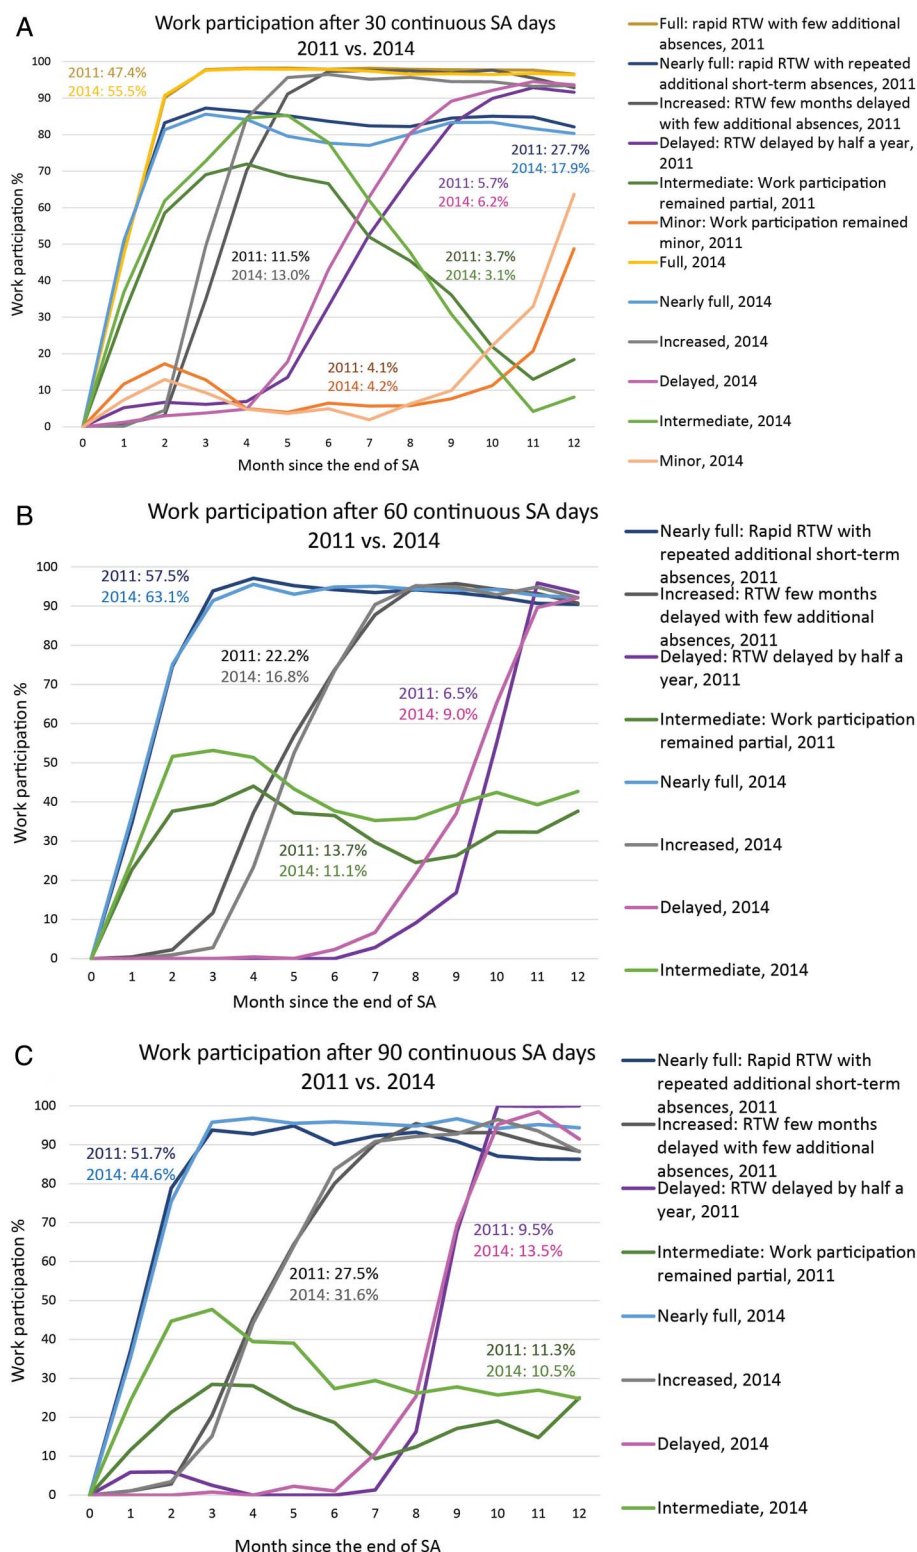 A
Work participation after 30 continuous SA days
2011 vs. 2014
Work participation %
100
90
80
70
60
50
40
30
20
10
0
2011: 47.4%
2014: 55.5%
2011: 27.7%
2014: 17.9%
2011: 5.7%
2014: 6.2%
2011: 11.5%
2014: 13.0%
2011: 3.7%
2014: 3.1%
2011: 4.1%
2014: 4.2%
0 1 2 3 4 5 6 7 8 9 10 11 12
Month since the end of SA
Full: rapid RTW with few additional
absences, 2011
Nearly full: rapid RTW with repeated
additional short-term absences, 2011
Increased: RTW few months delayed
with few additional absences, 2011
Delayed: RTW delayed by half a year,
2011
Intermediate: Work participation
remained partial, 2011
Minor: Work participation remained
minor, 2011
Full, 2014
Nearly full, 2014
Increased, 2014
Delayed, 2014
Intermediate, 2014
Minor, 2014
B
Work participation after 60 continuous SA days
2011 vs. 2014
Work participation %
100
90
80
70
60
50
40
30
20
10
0
2011: 57.5%
2014: 63.1%
2011: 22.2%
2014: 16.8%
2011: 6.5%
2014: 9.0%
2011: 13.7%
2014: 11.1%
0 1 2 3 4 5 6 7 8 9 10 11 12
Month since the end of SA
Nearly full: Rapid RTW with
repeated additional short-term
absences, 2011
Increased: RTW few months
delayed with few additional
absences, 2011
Delayed: RTW delayed by half a
year, 2011
Intermediate: Work participation
remained partial, 2011
Nearly full, 2014
Increased, 2014
Delayed, 2014
Intermediate, 2014
C
Work participation after 90 continuous SA days
2011 vs. 2014
Work participation %
100
90
80
70
60
50
40
30
20
10
0
2011: 51.7%
2014: 44.6%
2011: 9.5%
2014: 13.5%
2011: 27.5%
2014: 31.6%
2011: 11.3%
2014: 10.5%
0 1 2 3 4 5 6 7 8 9 10 11 12
Month since the end of SA
Nearly full: Rapid RTW with
repeated additional short-term
absences, 2011
Increased: RTW few months
delayed with few additional
absences, 2011
Delayed: RTW delayed by half a
year, 2011
Intermediate: Work participation
remained partial, 2011
Nearly full, 2014
Increased, 2014
Delayed, 2014
Intermediate, 2014